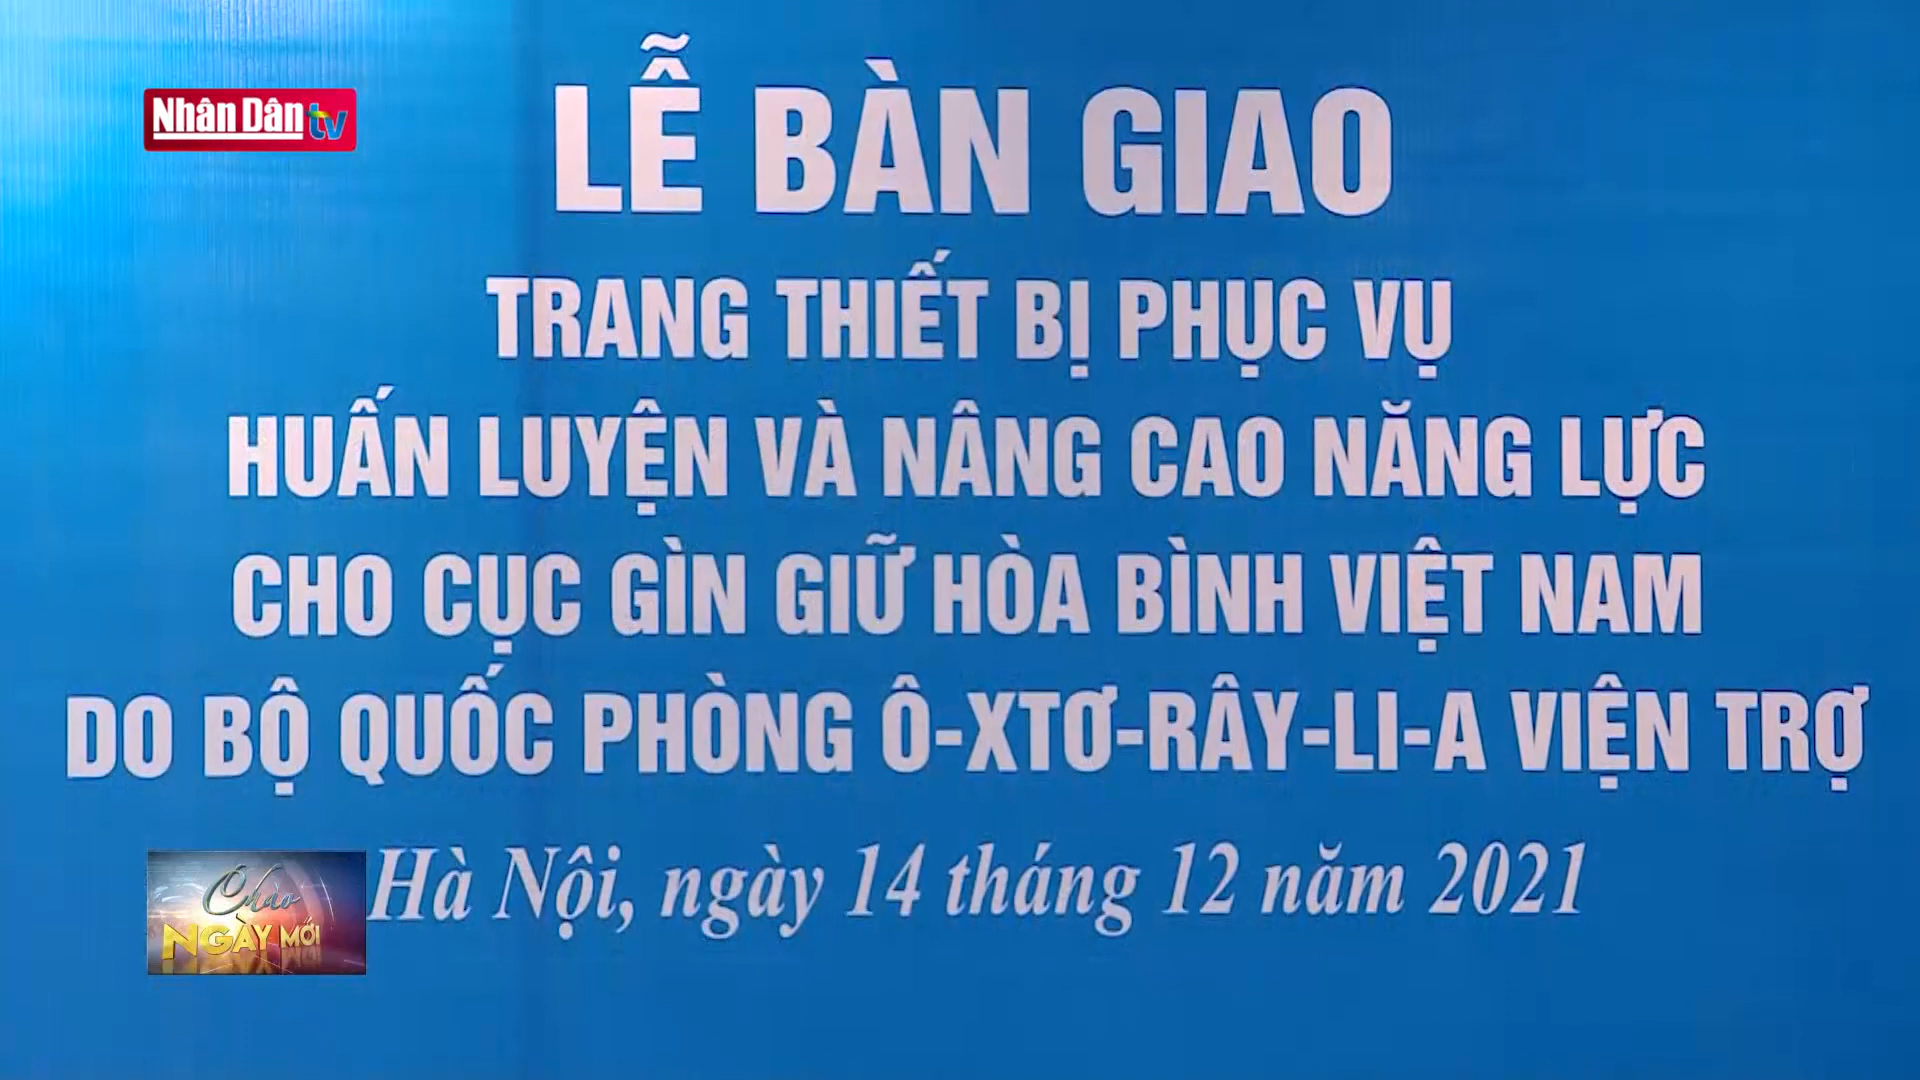 Nhân Dân tv
LỄ BÀN GIAO
TRANG THIẾT BỊ PHỤC VỤ
HUẤN LUYỆN VÀ NÂNG CAO NĂNG LỰC
CHO CỤC GÌN GIỮ HÒA BÌNH VIỆT NAM
DO BỘ QUỐC PHÒNG Ô-XTƠ-RÂY-LI-A VIỆN TRỢ
Hà Nội, ngày 14 tháng 12 năm 2021
Chào
NGÀY MỚI